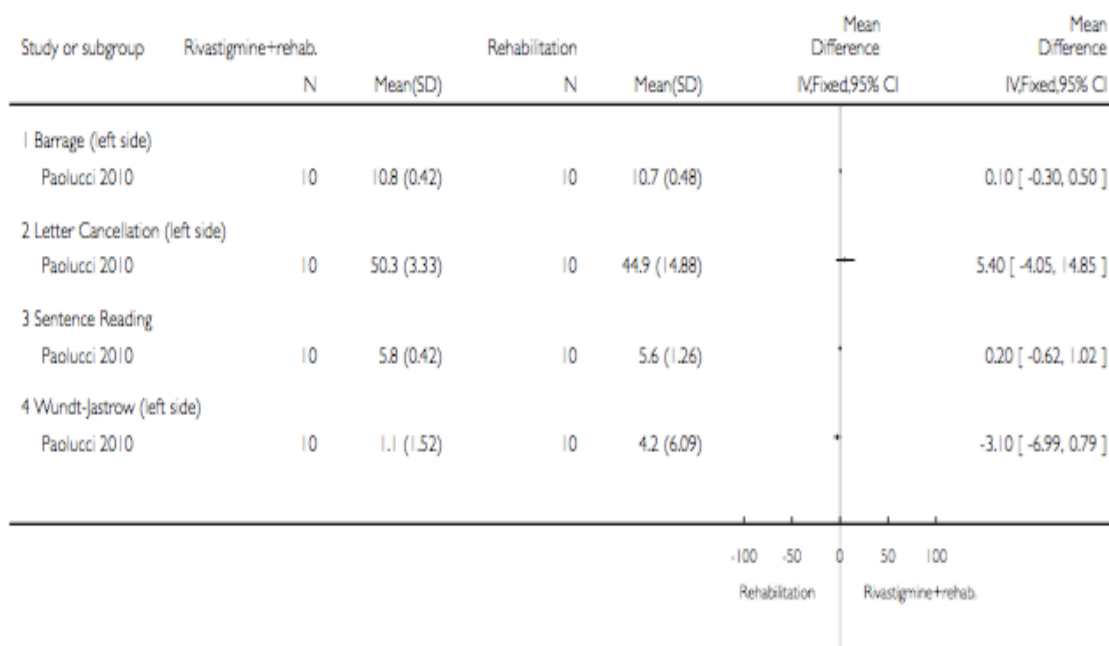 Study or subgroup Rivastigmine+rehab. Rehabilitation Mean Difference Mean Difference
N Mean(SD) N Mean(SD) IV,Fixed,95% CI IV,Fixed,95% CI
1 Barrage (left side)
Paolucci 2010 10 10.8 (0.42) 10 10.7 (0.48) 0.10 [ -0.30, 0.50 ]
2 Letter Cancellation (left side)
Paolucci 2010 10 50.3 (3.33) 10 44.9 (14.88) 5.40 [ -4.05, 14.85 ]
3 Sentence Reading
Paolucci 2010 10 5.8 (0.42) 10 5.6 (1.26) 0.20 [ -0.62, 1.02 ]
4 Wundt-Jastrow (left side)
Paolucci 2010 10 1.1 (1.52) 10 4.2 (6.09) -3.10 [ -6.99, 0.79 ]
-100 -50 0 50 100
Rehabilitation Rivastigmine+rehab.